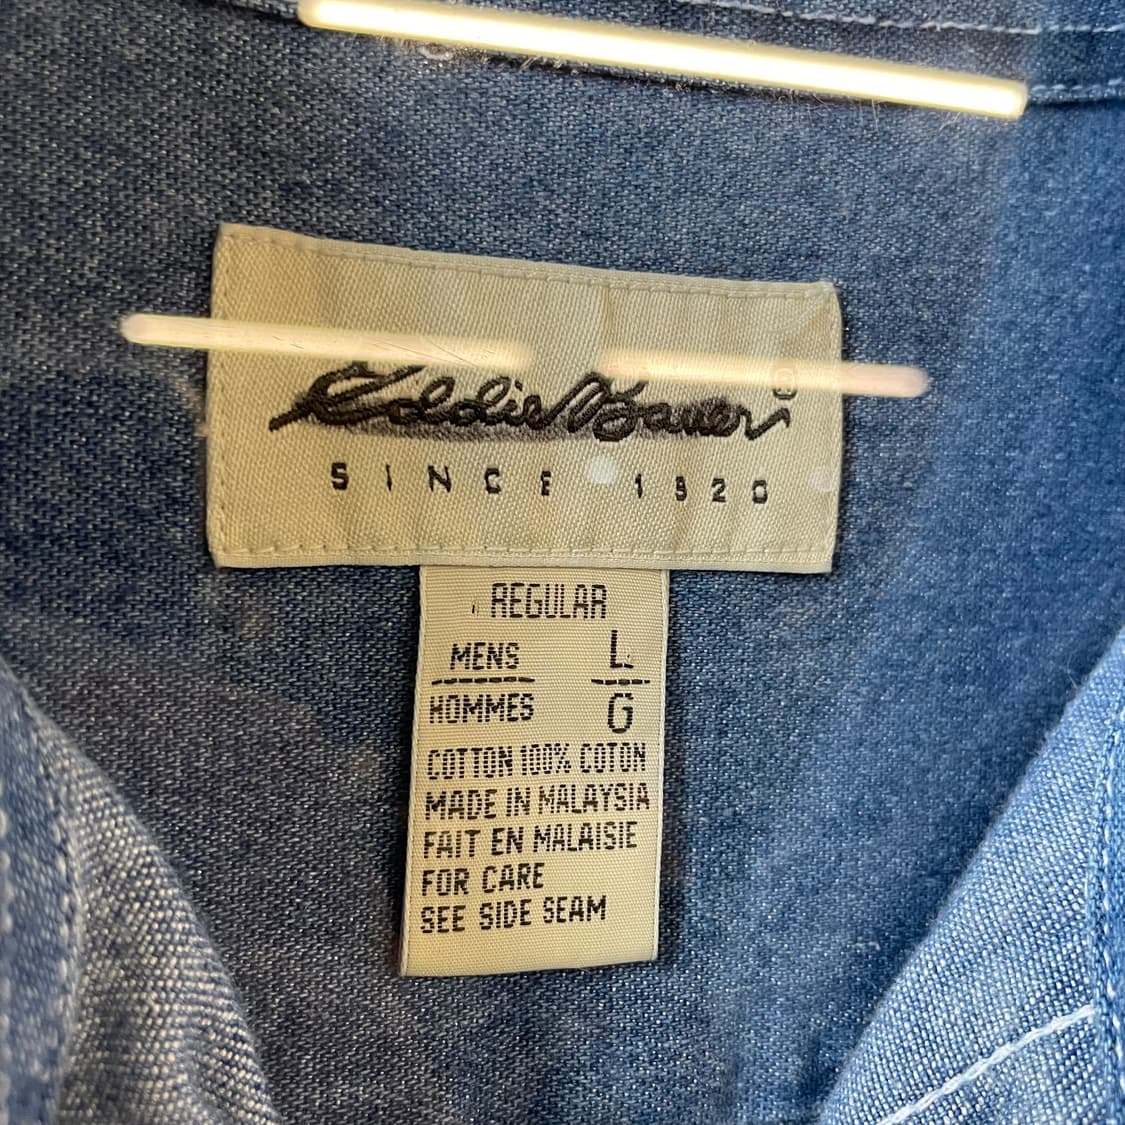 Eddie Bauer
SINCE 1920
REGULAR
MENS L
HOMMES G
COTTON 100% COTON
MADE IN MALAYSIA
FAIT EN MALAISIE
FOR CARE
SEE SIDE SEAM